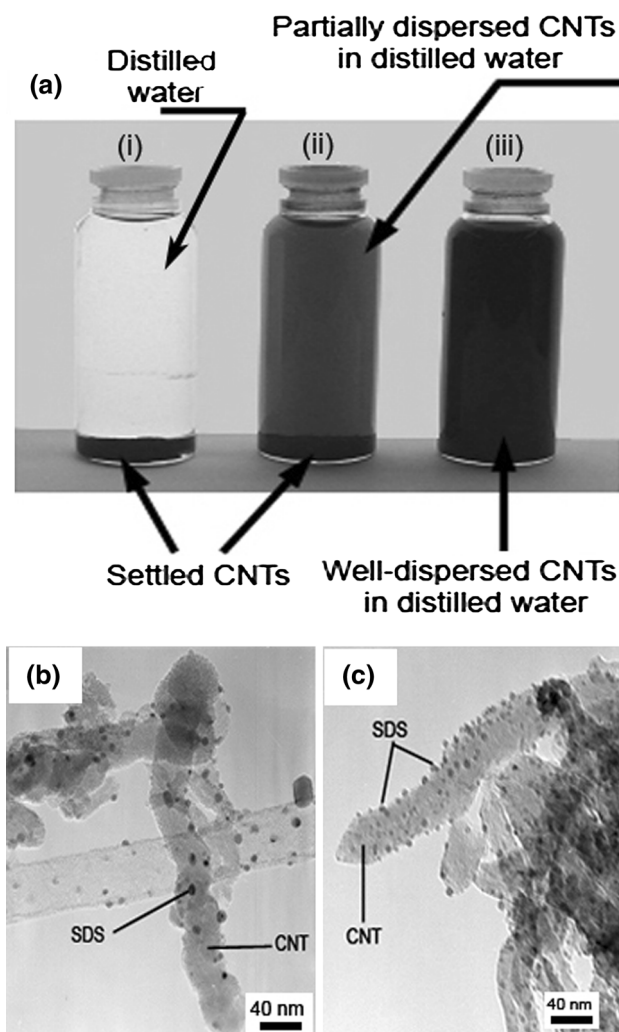 Partially dispersed CNTs
in distilled water
Distilled
water
(a)
(i)
(ii)
(iii)
Settled CNTs
Well-dispersed CNTs
in distilled water
(b)
SDS
CNT
40 nm
(c)
SDS
CNT
40 nm